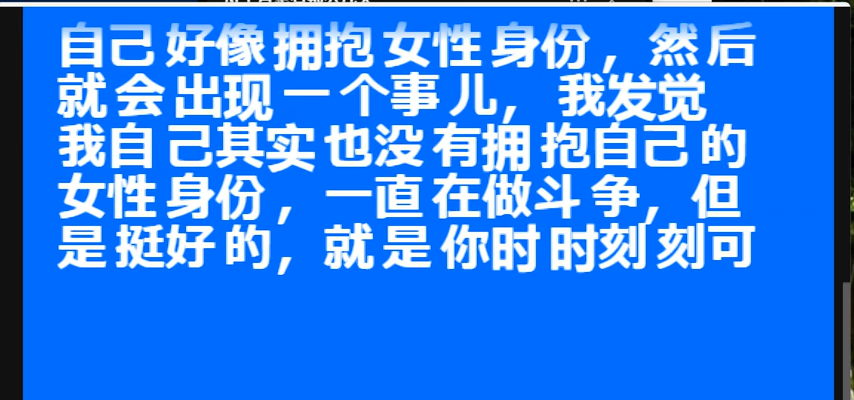 自己好像拥抱女性身份，然后
就会出现一个事儿，我发觉
我自己其实也没有拥抱自己的
女性身份，一直在做斗争，但
是挺好的，就是你时时刻刻可